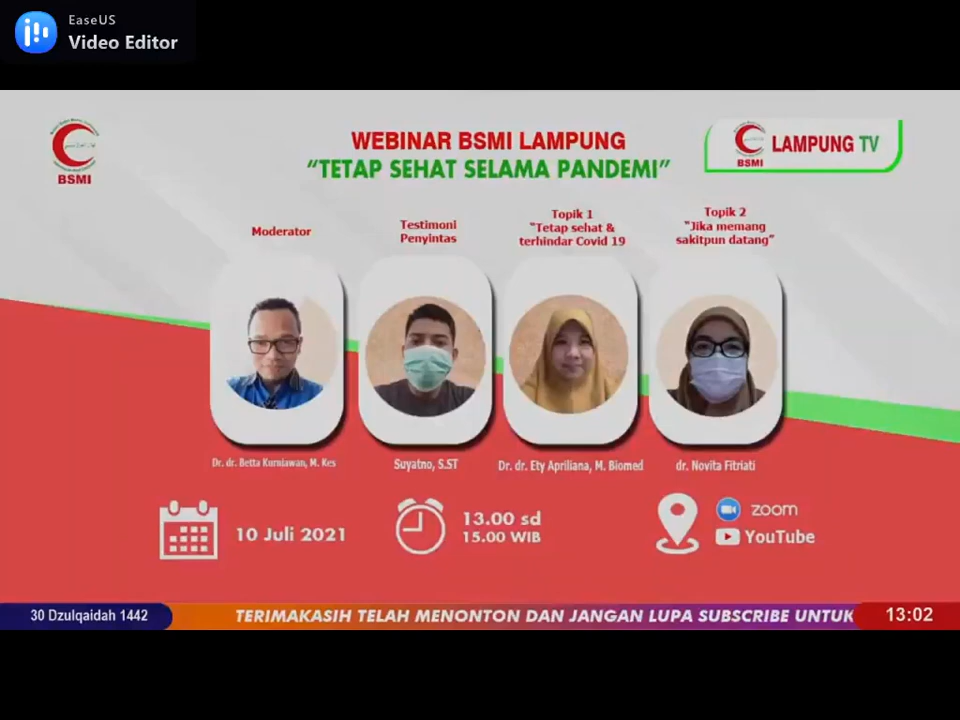 EaseUS
Video Editor
BSMI
WEBINAR BSMI LAMPUNG
“TETAP SEHAT SELAMA PANDEMI”
BSMI
LAMPUNG TV
Moderator
Testimoni
Penyintas
Topik 1
“Tetap sehat &
terhindar Covid 19
Topik 2
“Jika memang
sakitpun datang”
Dr. dr. Betta Kurniawan, M. Kes
Suyatno, S.ST
Dr. dr. Ety Apriliana, M. Biomed
dr. Novita Fitriati
10 Juli 2021
13.00 sd
15.00 WIB
zoom
YouTube
30 Dzulqaidah 1442
TERIMAKASIH TELAH MENONTON DAN JANGAN LUPA SUBSCRIBE UNTUK
13:02